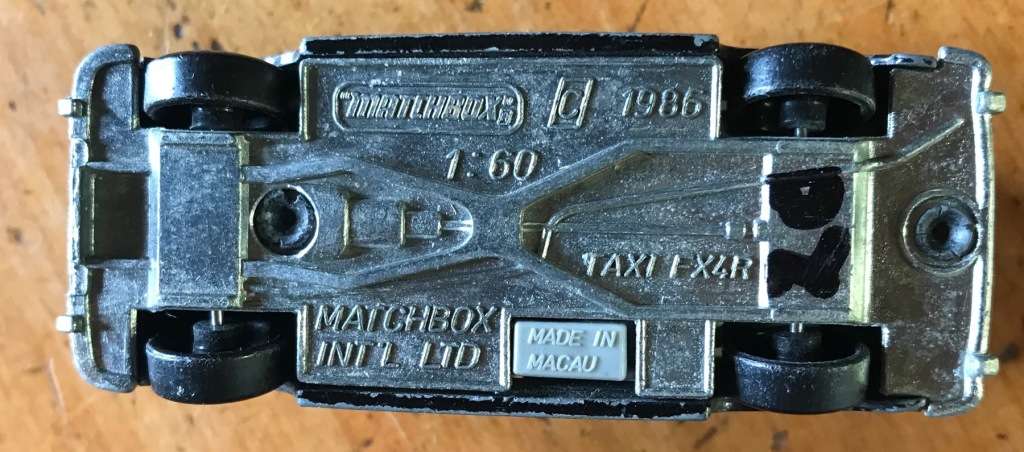 "MATCHBOX"
© 1986
1:60
TAXI FX4R
MATCHBOX
INT'L LTD
MADE IN
MACAU